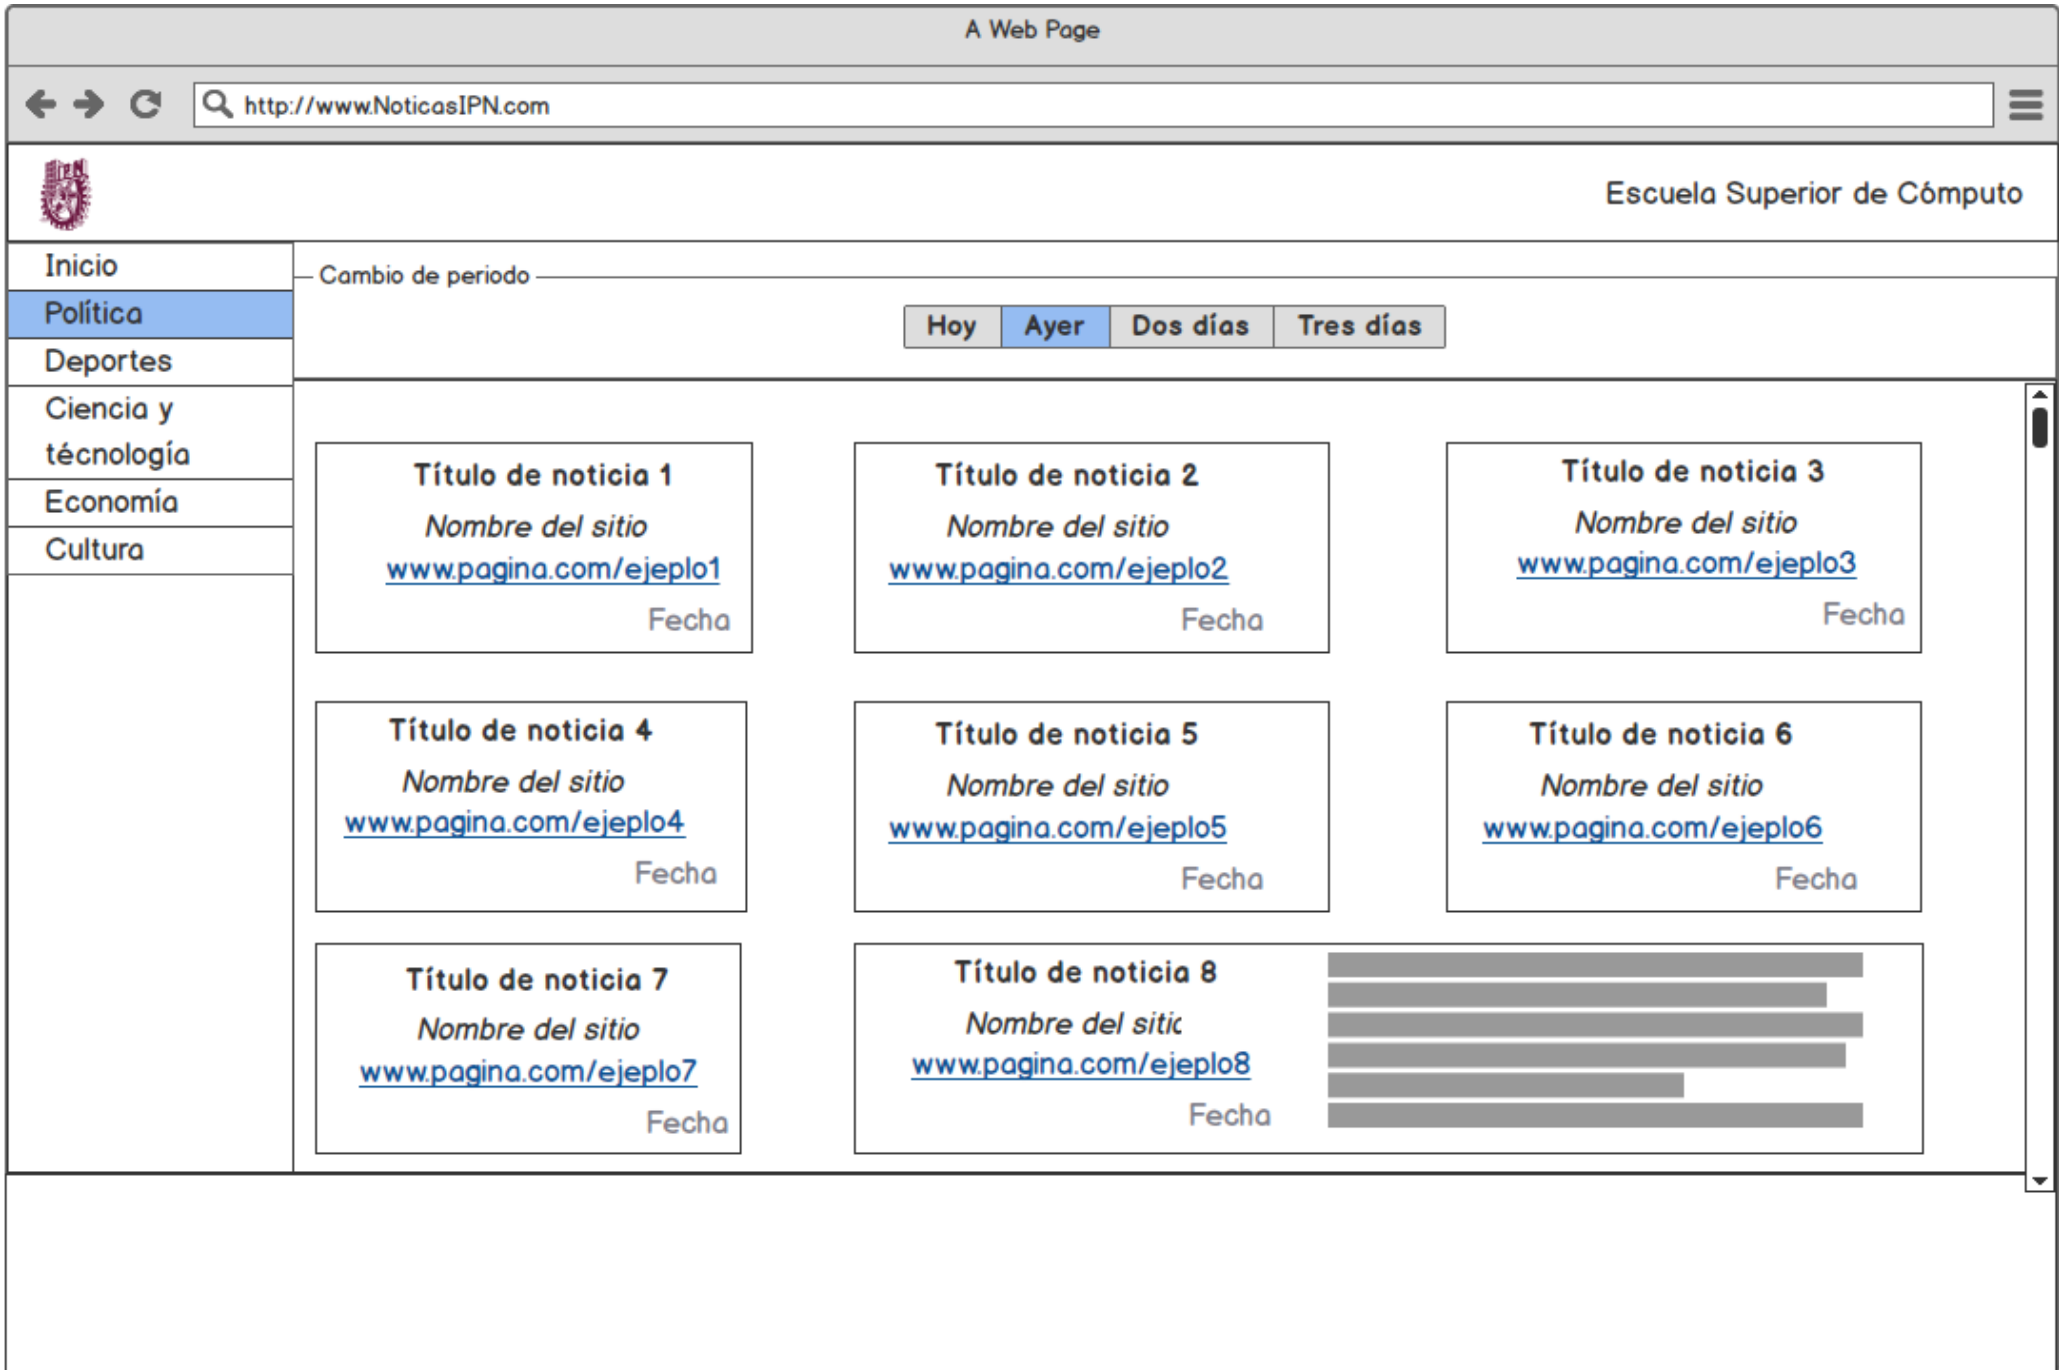 A Web Page
http://www.NoticasIPN.com
I.P.N.
Escuela Superior de Cómputo
Inicio
Política
Deportes
Ciencia y
técnología
Economía
Cultura
Cambio de periodo
Hoy
Ayer
Dos días
Tres días
Título de noticia 1
Nombre del sitio
www.pagina.com/ejeplo1
Fecha
Título de noticia 2
Nombre del sitio
www.pagina.com/ejeplo2
Fecha
Título de noticia 3
Nombre del sitio
www.pagina.com/ejeplo3
Fecha
Título de noticia 4
Nombre del sitio
www.pagina.com/ejeplo4
Fecha
Título de noticia 5
Nombre del sitio
www.pagina.com/ejeplo5
Fecha
Título de noticia 6
Nombre del sitio
www.pagina.com/ejeplo6
Fecha
Título de noticia 7
Nombre del sitio
www.pagina.com/ejeplo7
Fecha
Título de noticia 8
Nombre del sitic
www.pagina.com/ejeplo8
Fecha